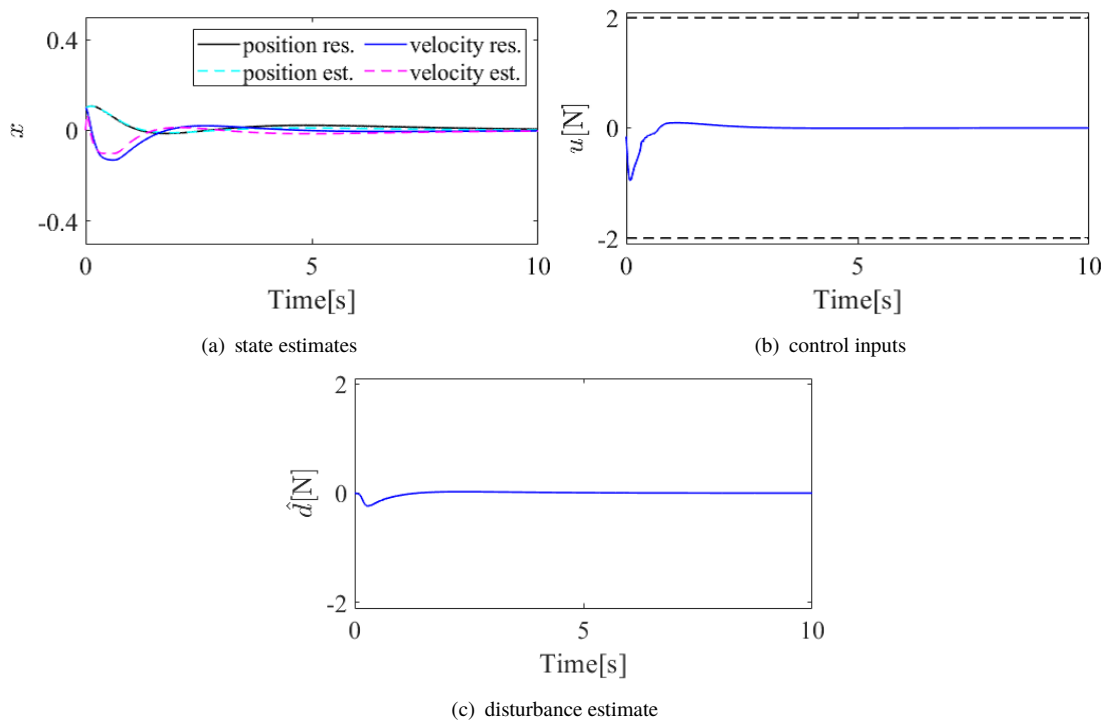 0.4
0
-0.4
x
position res.
velocity res.
position est.
velocity est.
0
5
10
Time[s]
(a) state estimates
2
0
-2
u[N]
0
5
10
Time[s]
(b) control inputs
2
0
-2
d̂[N]
0
5
10
Time[s]
(c) disturbance estimate